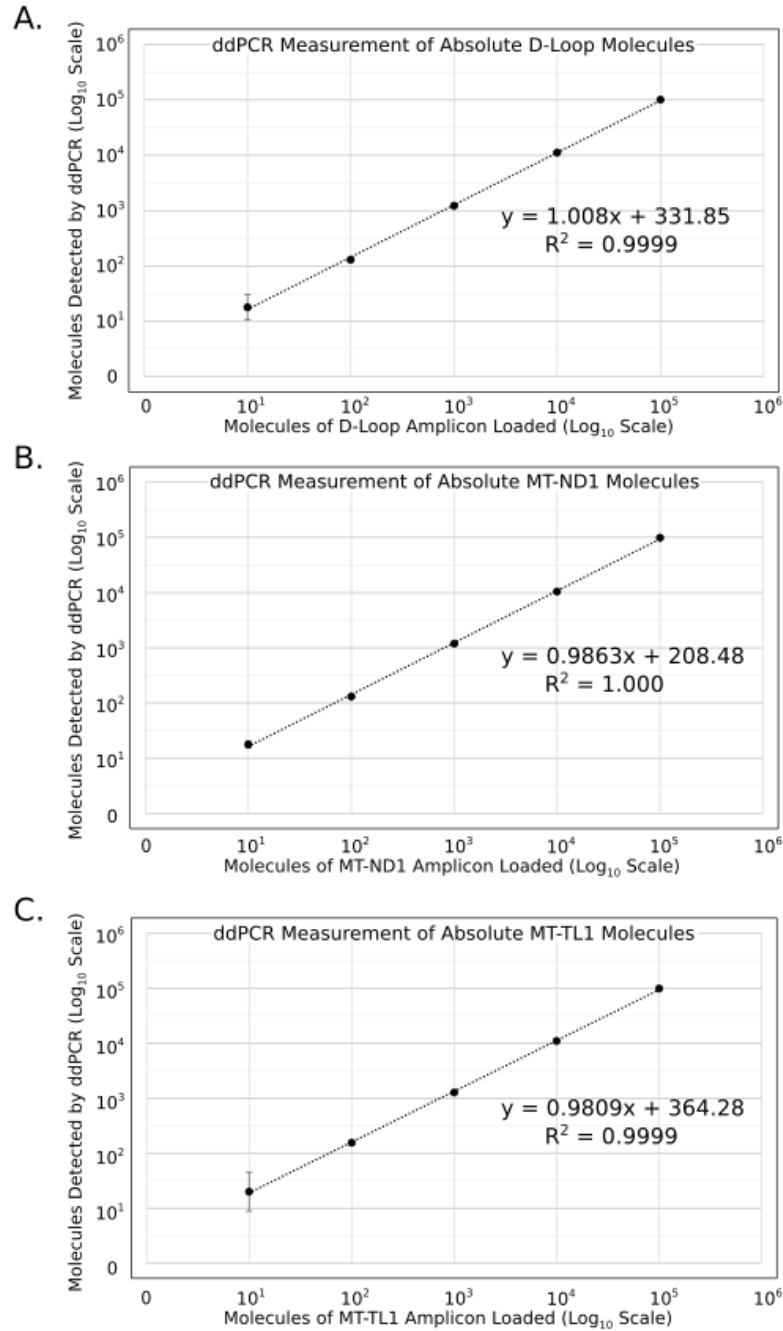 A.
ddPCR Measurement of Absolute D-Loop Molecules
Molecules Detected by ddPCR (Log₁₀ Scale)
10⁶
10⁵
10⁴
10³
10²
10¹
0
y = 1.008x + 331.85
R² = 0.9999
0 10¹ 10² 10³ 10⁴ 10⁵ 10⁶
Molecules of D-Loop Amplicon Loaded (Log₁₀ Scale)
B.
ddPCR Measurement of Absolute MT-ND1 Molecules
Molecules Detected by ddPCR (Log₁₀ Scale)
10⁶
10⁵
10⁴
10³
10²
10¹
0
y = 0.9863x + 208.48
R² = 1.000
0 10¹ 10² 10³ 10⁴ 10⁵ 10⁶
Molecules of MT-ND1 Amplicon Loaded (Log₁₀ Scale)
C.
ddPCR Measurement of Absolute MT-TL1 Molecules
Molecules Detected by ddPCR (Log₁₀ Scale)
10⁶
10⁵
10⁴
10³
10²
10¹
0
y = 0.9809x + 364.28
R² = 0.9999
0 10¹ 10² 10³ 10⁴ 10⁵ 10⁶
Molecules of MT-TL1 Amplicon Loaded (Log₁₀ Scale)